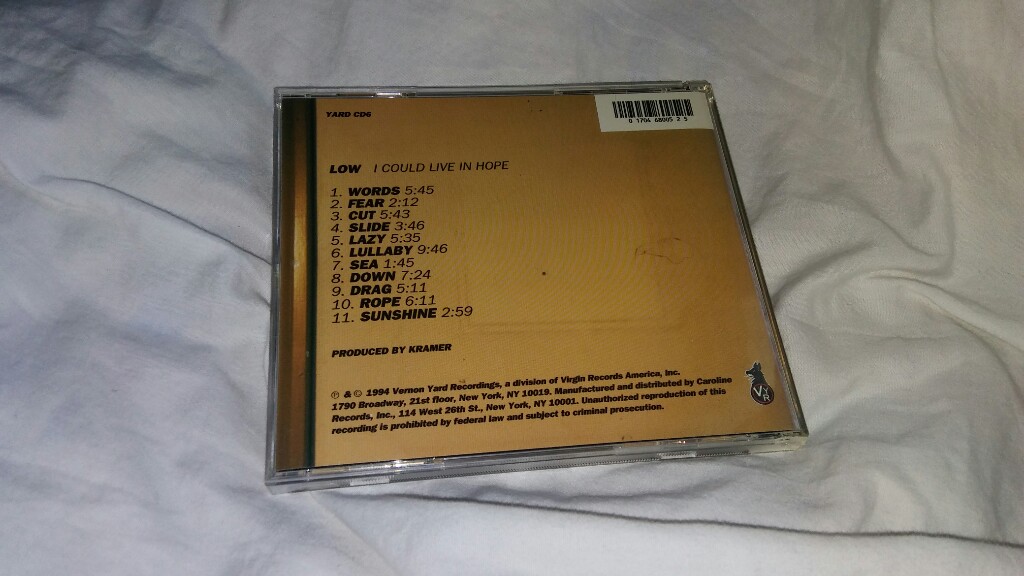 YARD CD6
0 1704 68005 2 5
LOW I COULD LIVE IN HOPE
1. WORDS 5:45
2. FEAR 2:12
3. CUT 5:43
4. SLIDE 3:46
5. LAZY 5:35
6. LULLABY 9:46
7. SEA 1:45
8. DOWN 7:24
9. DRAG 5:11
10. ROPE 6:11
11. SUNSHINE 2:59
PRODUCED BY KRAMER
℗ & © 1994 Vernon Yard Recordings, a division of Virgin Records America, Inc.
1790 Broadway, 21st floor, New York, NY 10019. Manufactured and distributed by Caroline
Records, Inc., 114 West 26th St., New York, NY 10001. Unauthorized reproduction of this
recording is prohibited by federal law and subject to criminal prosecution.
VYR